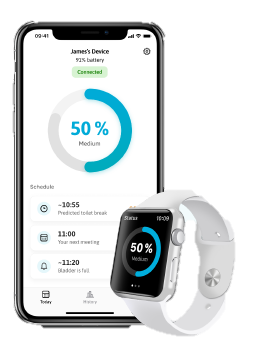 09:41
James's Device
91% battery
Connected
50 %
Medium
Schedule
~10:55
Predicted toilet break
11:00
Your next meeting
~11:20
Bladder is full
Today
History
Status 10:09
50 %
Medium